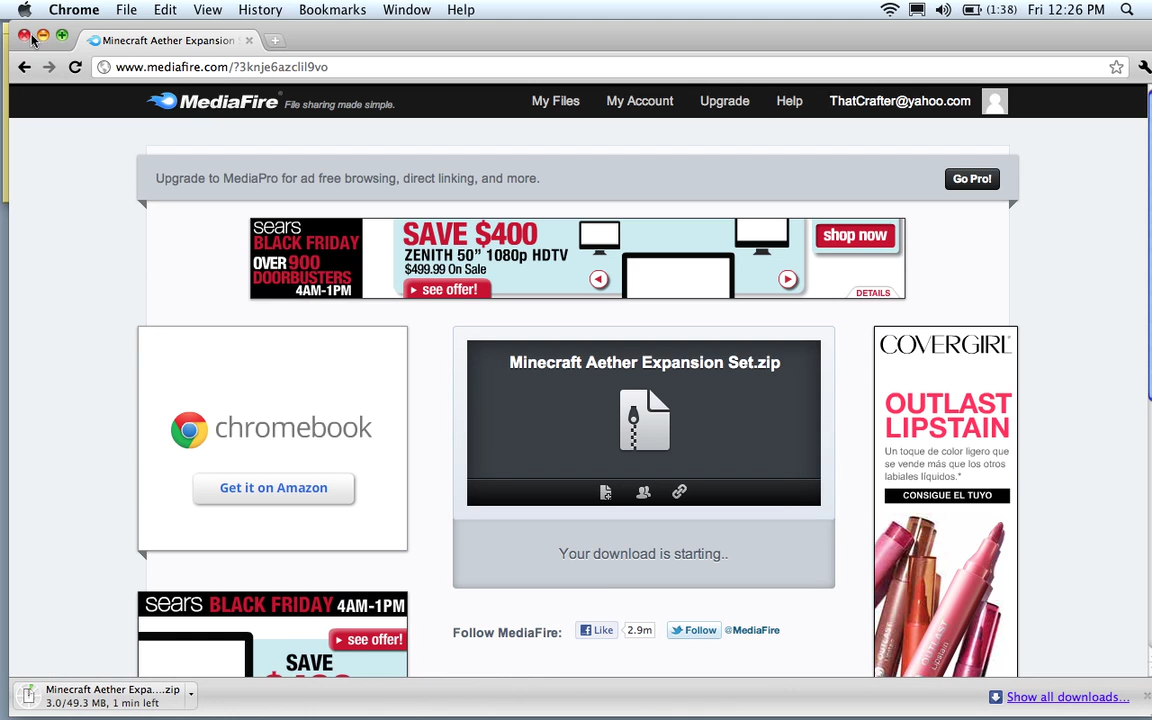 Chrome File Edit View History Bookmarks Window Help (1:38) Fri 12:26 PM
Minecraft Aether Expansion
www.mediafire.com/?3knje6azclil9vo
MediaFire File sharing made simple. My Files My Account Upgrade Help ThatCrafter@yahoo.com
Upgrade to MediaPro for ad free browsing, direct linking, and more. Go Pro!
sears
BLACK FRIDAY
OVER 900
DOORBUSTERS
4AM-1PM
SAVE $400
ZENITH 50” 1080p HDTV
$499.99 On Sale
see offer!
shop now
DETAILS
chromebook
Get it on Amazon
Minecraft Aether Expansion Set.zip
Your download is starting..
COVERGIRL
OUTLAST
LIPSTAIN
Un toque de color ligero que
se vende más que los otros
labiales líquidos.*
CONSIGUE EL TUYO
sears BLACK FRIDAY 4AM-1PM
see offer!
SAVE
Follow MediaFire: Like 2.9m Follow @MediaFire
Minecraft Aether Expa....zip
3.0/49.3 MB, 1 min left
Show all downloads...